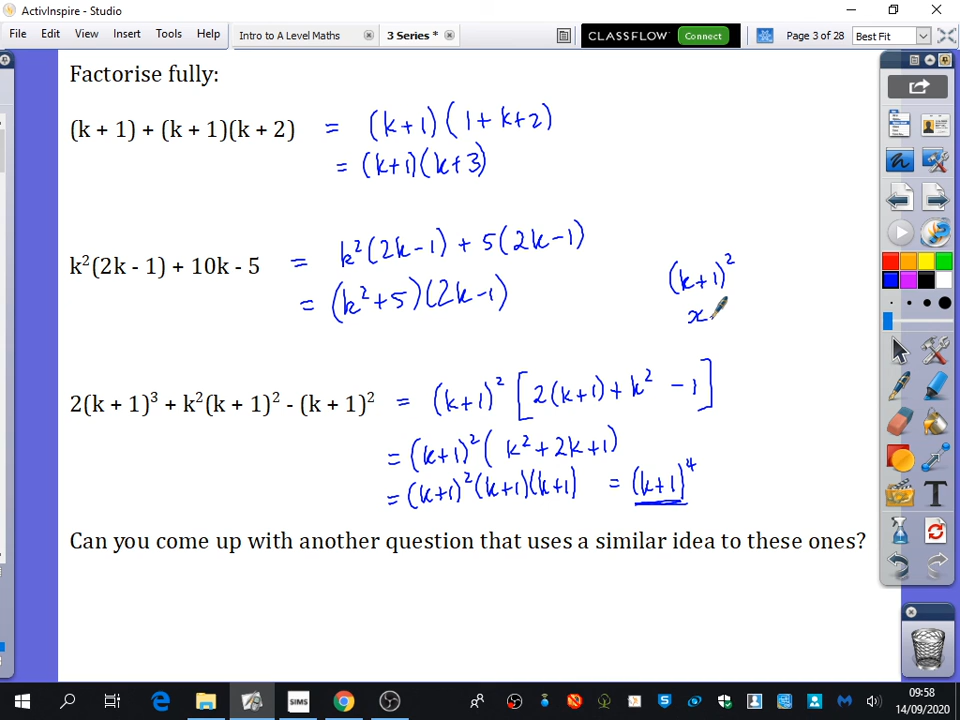 ActivInspire - Studio
File Edit View Insert Tools Help
Intro to A Level Maths
3 Series *
CLASSFLOW Connect
Page 3 of 28
Best Fit
Factorise fully:
(k + 1) + (k + 1)(k + 2) = (k+1)(1+k+2)
= (k+1)(k+3)
k²(2k - 1) + 10k - 5 = k²(2k-1) + 5(2k-1)
= (k²+5)(2k-1)
(k+1)²
x
2(k + 1)³ + k²(k + 1)² - (k + 1)² = (k+1)² [2(k+1)+k² -1]
= (k+1)² (k²+2k+1)
= (k+1)²(k+1)(k+1) = (k+1)⁴
Can you come up with another question that uses a similar idea to these ones?
SIMS
09:58
14/09/2020